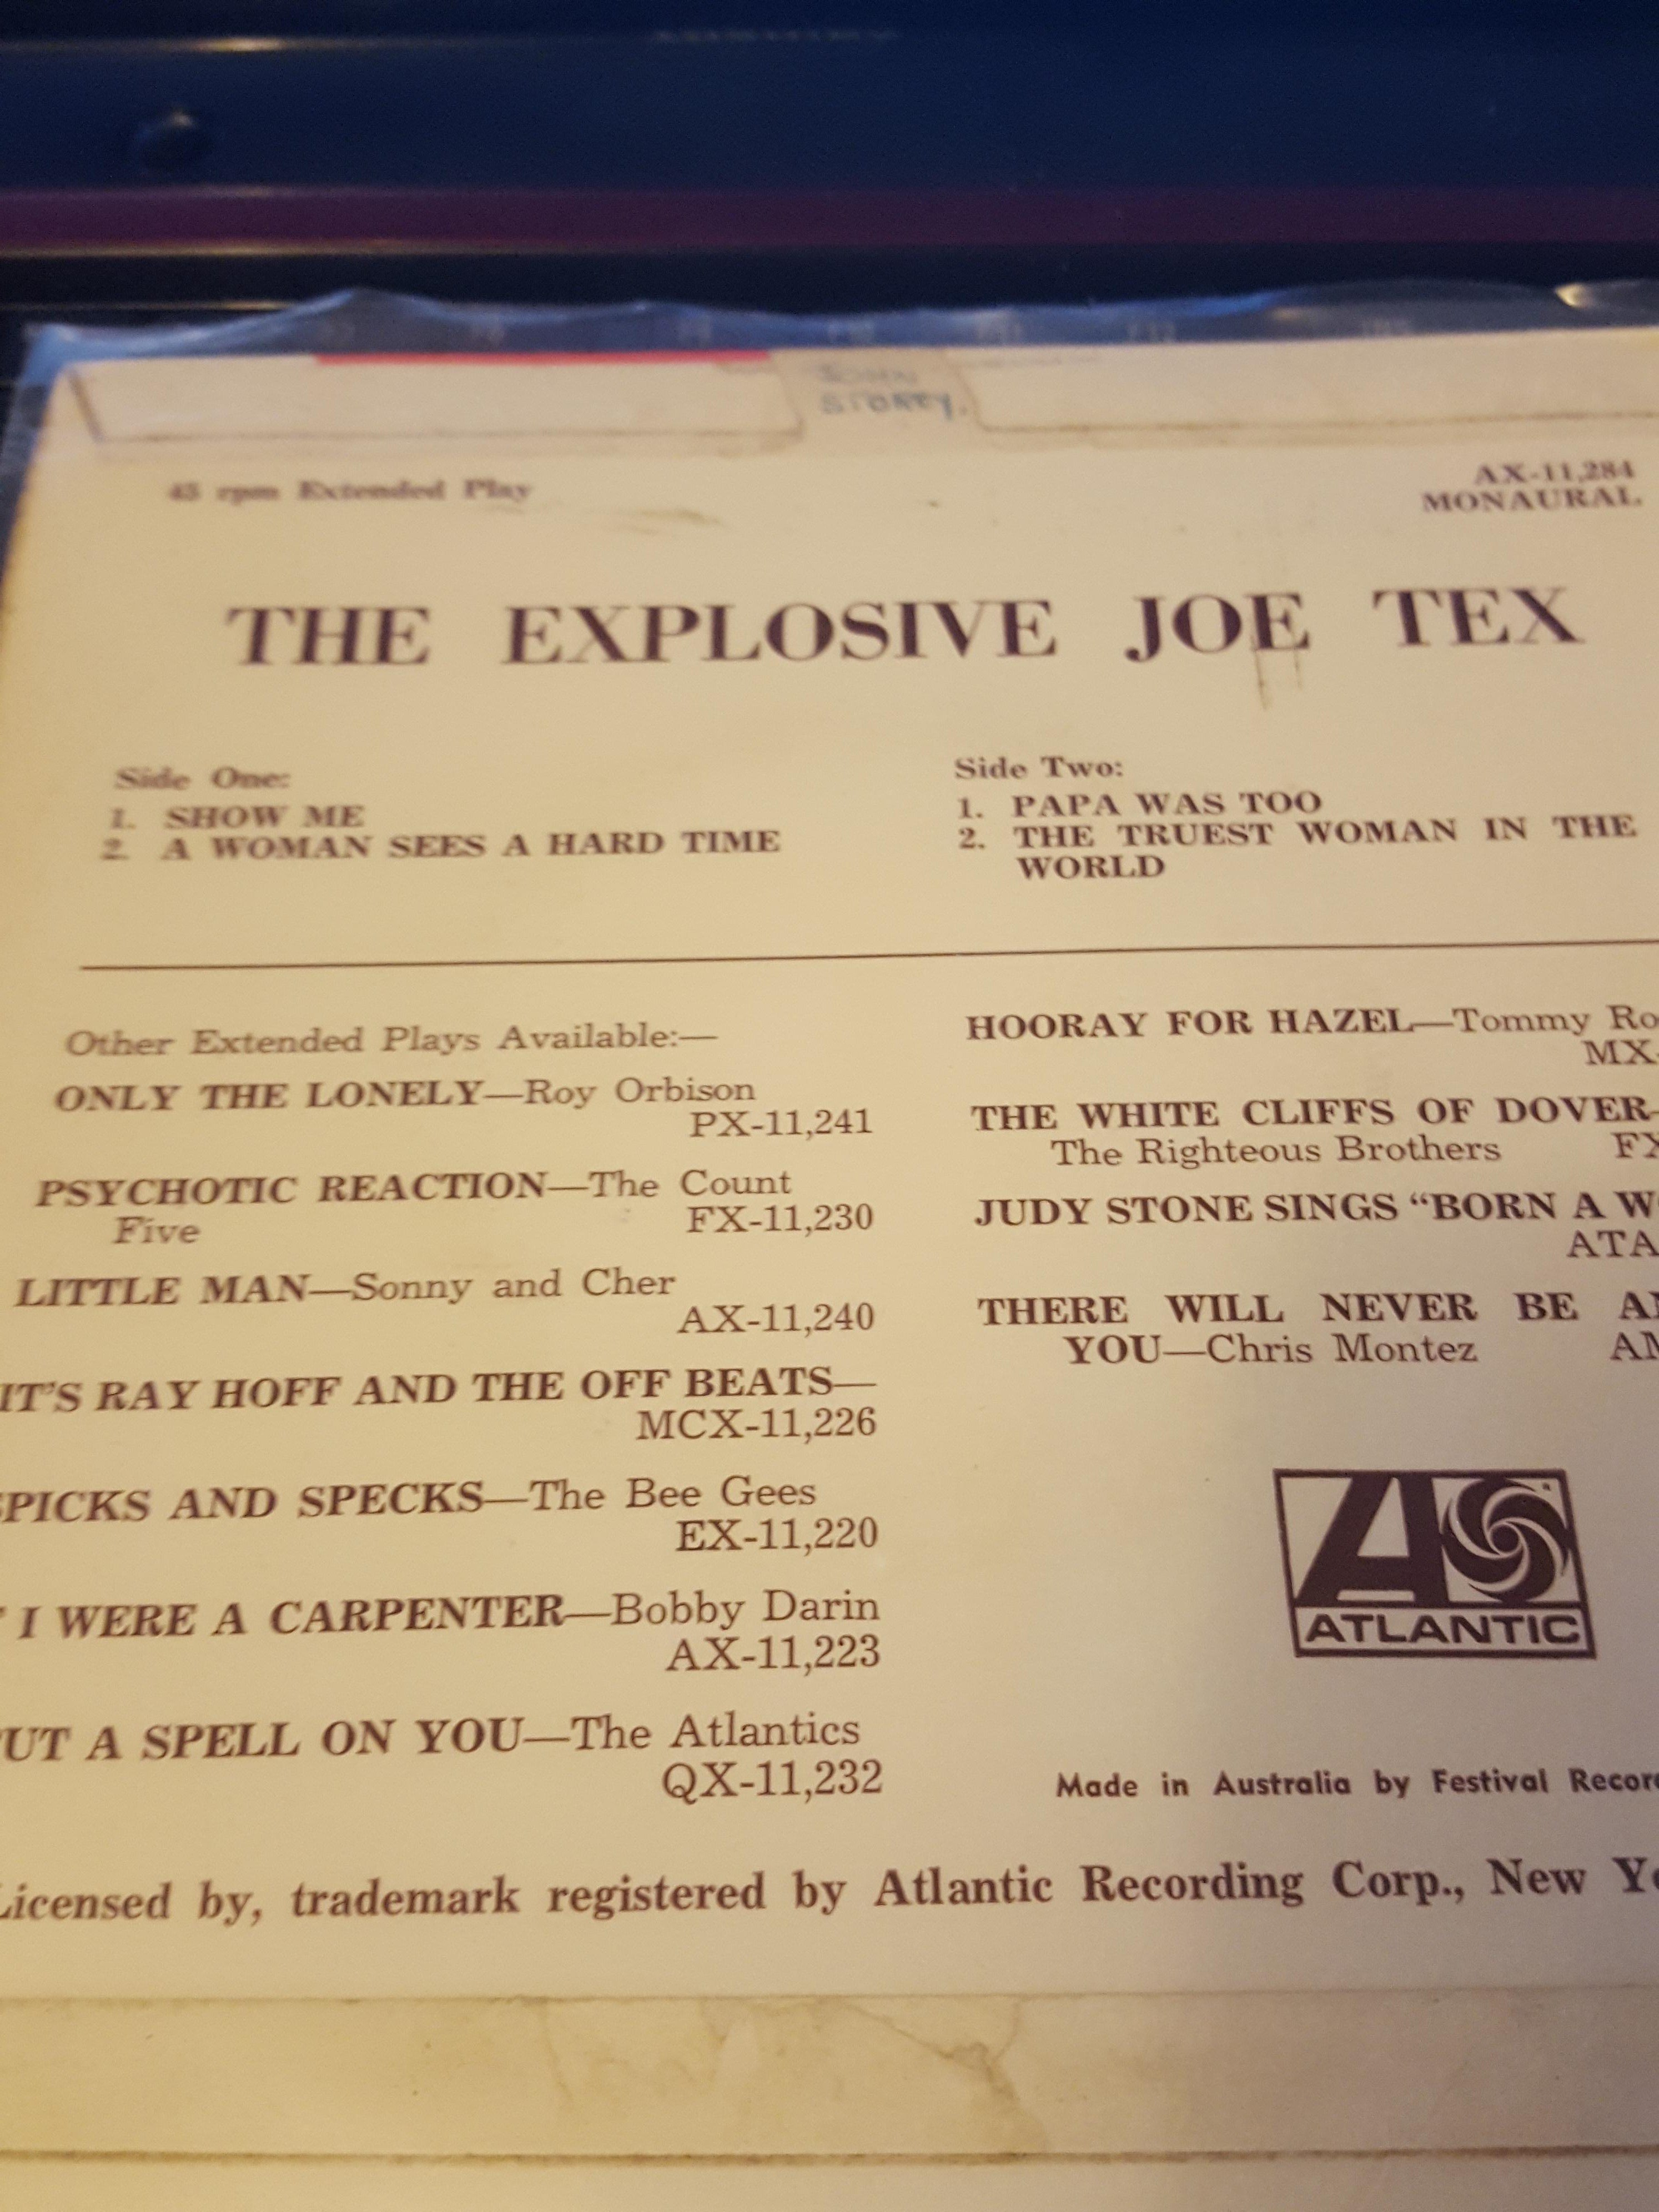 JOHN
STOREY.
45 rpm Extended Play
AX-11,284
MONAURAL
THE EXPLOSIVE JOE TEX
Side One:
1. SHOW ME
2. A WOMAN SEES A HARD TIME
Side Two:
1. PAPA WAS TOO
2. THE TRUEST WOMAN IN THE
WORLD
Other Extended Plays Available:—
ONLY THE LONELY—Roy Orbison
PX-11,241
PSYCHOTIC REACTION—The Count
Five FX-11,230
LITTLE MAN—Sonny and Cher
AX-11,240
IT'S RAY HOFF AND THE OFF BEATS—
MCX-11,226
SPICKS AND SPECKS—The Bee Gees
EX-11,220
I WERE A CARPENTER—Bobby Darin
AX-11,223
UT A SPELL ON YOU—The Atlantics
QX-11,232
HOORAY FOR HAZEL—Tommy Ro
MX-
THE WHITE CLIFFS OF DOVER—
The Righteous Brothers FX
JUDY STONE SINGS "BORN A WO
ATA
THERE WILL NEVER BE AN
YOU—Chris Montez AM
A
ATLANTIC
Made in Australia by Festival Recor
Licensed by, trademark registered by Atlantic Recording Corp., New Yo